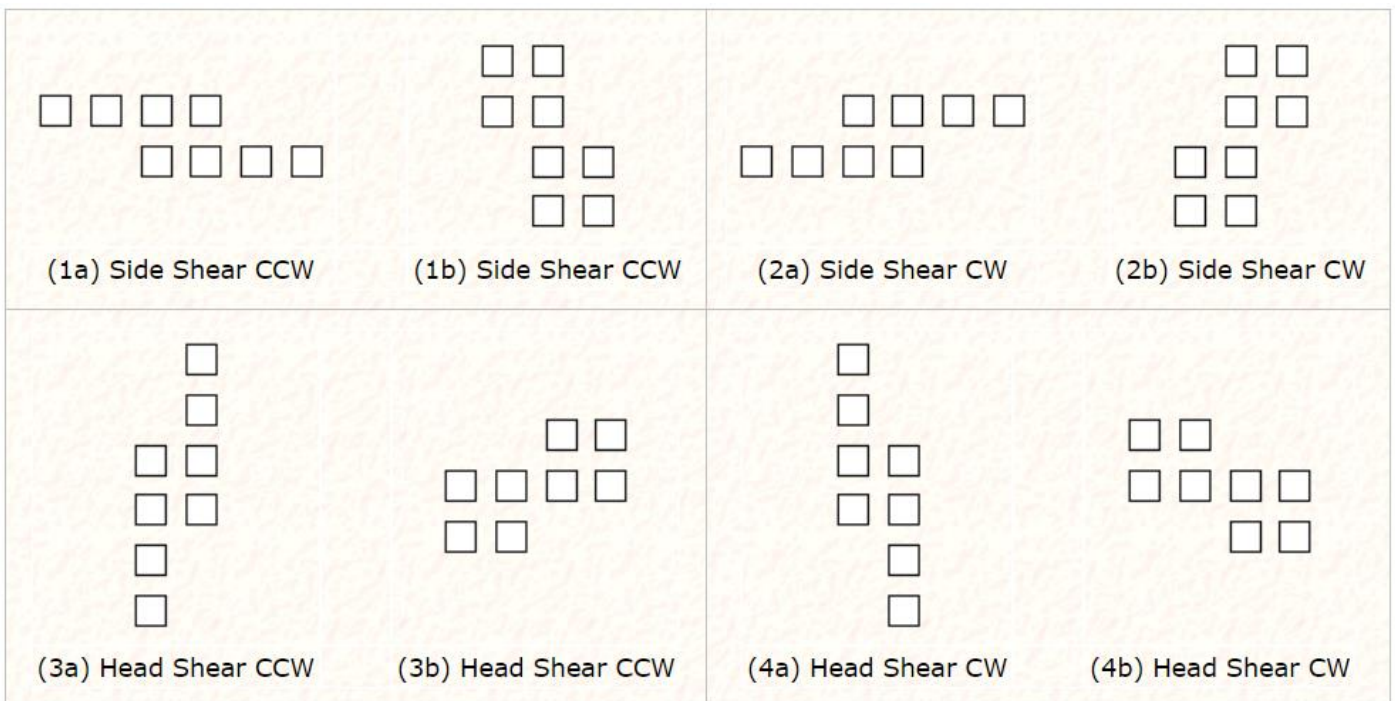 (1a) Side Shear CCW
(1b) Side Shear CCW
(2a) Side Shear CW
(2b) Side Shear CW
(3a) Head Shear CCW
(3b) Head Shear CCW
(4a) Head Shear CW
(4b) Head Shear CW